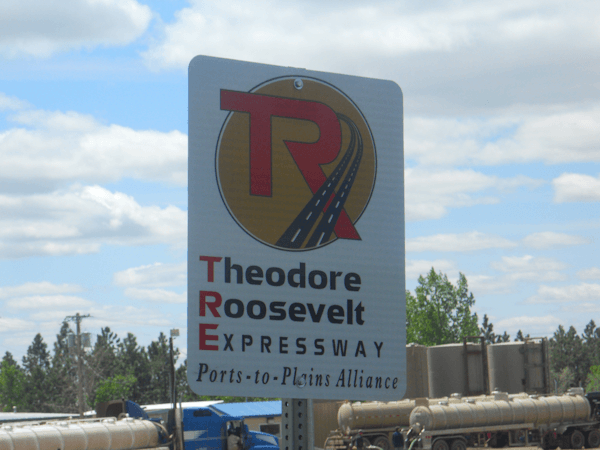 TR
Theodore
Roosevelt
EXPRESSWAY
Ports-to-Plains Alliance